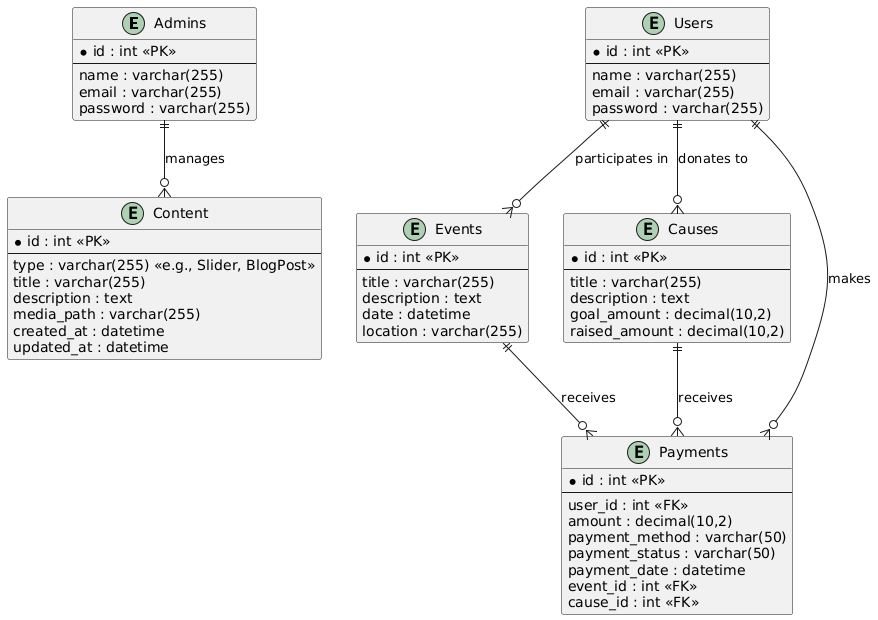 E Admins
id : int «PK»
name : varchar(255)
email : varchar(255)
password : varchar(255)
E Users
id : int «PK»
name : varchar(255)
email : varchar(255)
password : varchar(255)
manages
participates in
donates to
makes
E Content
id : int «PK»
type : varchar(255) «e.g., Slider, BlogPost»
title : varchar(255)
description : text
media_path : varchar(255)
created_at : datetime
updated_at : datetime
E Events
id : int «PK»
title : varchar(255)
description : text
date : datetime
location : varchar(255)
E Causes
id : int «PK»
title : varchar(255)
description : text
goal_amount : decimal(10,2)
raised_amount : decimal(10,2)
receives
receives
E Payments
id : int «PK»
user_id : int «FK»
amount : decimal(10,2)
payment_method : varchar(50)
payment_status : varchar(50)
payment_date : datetime
event_id : int «FK»
cause_id : int «FK»